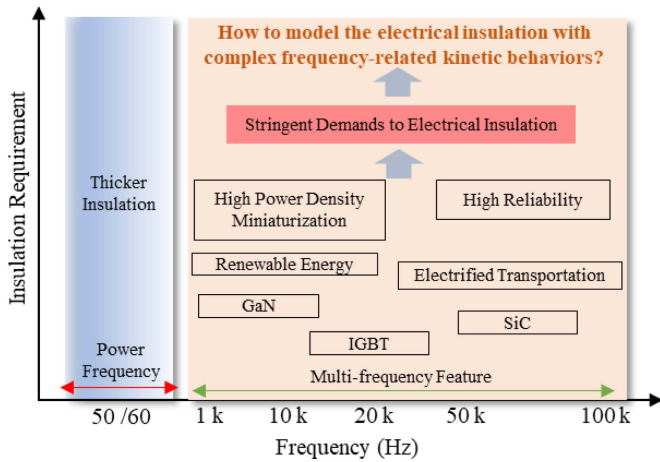 How to model the electrical insulation with
complex frequency-related kinetic behaviors?
Stringent Demands to Electrical Insulation
Insulation Requirement
Thicker
Insulation
High Power Density
Miniaturization
High Reliability
Renewable Energy
Electrified Transportation
GaN
SiC
IGBT
Power
Frequency
Multi-frequency Feature
50 /60
1 k
10 k
20 k
50 k
100 k
Frequency (Hz)